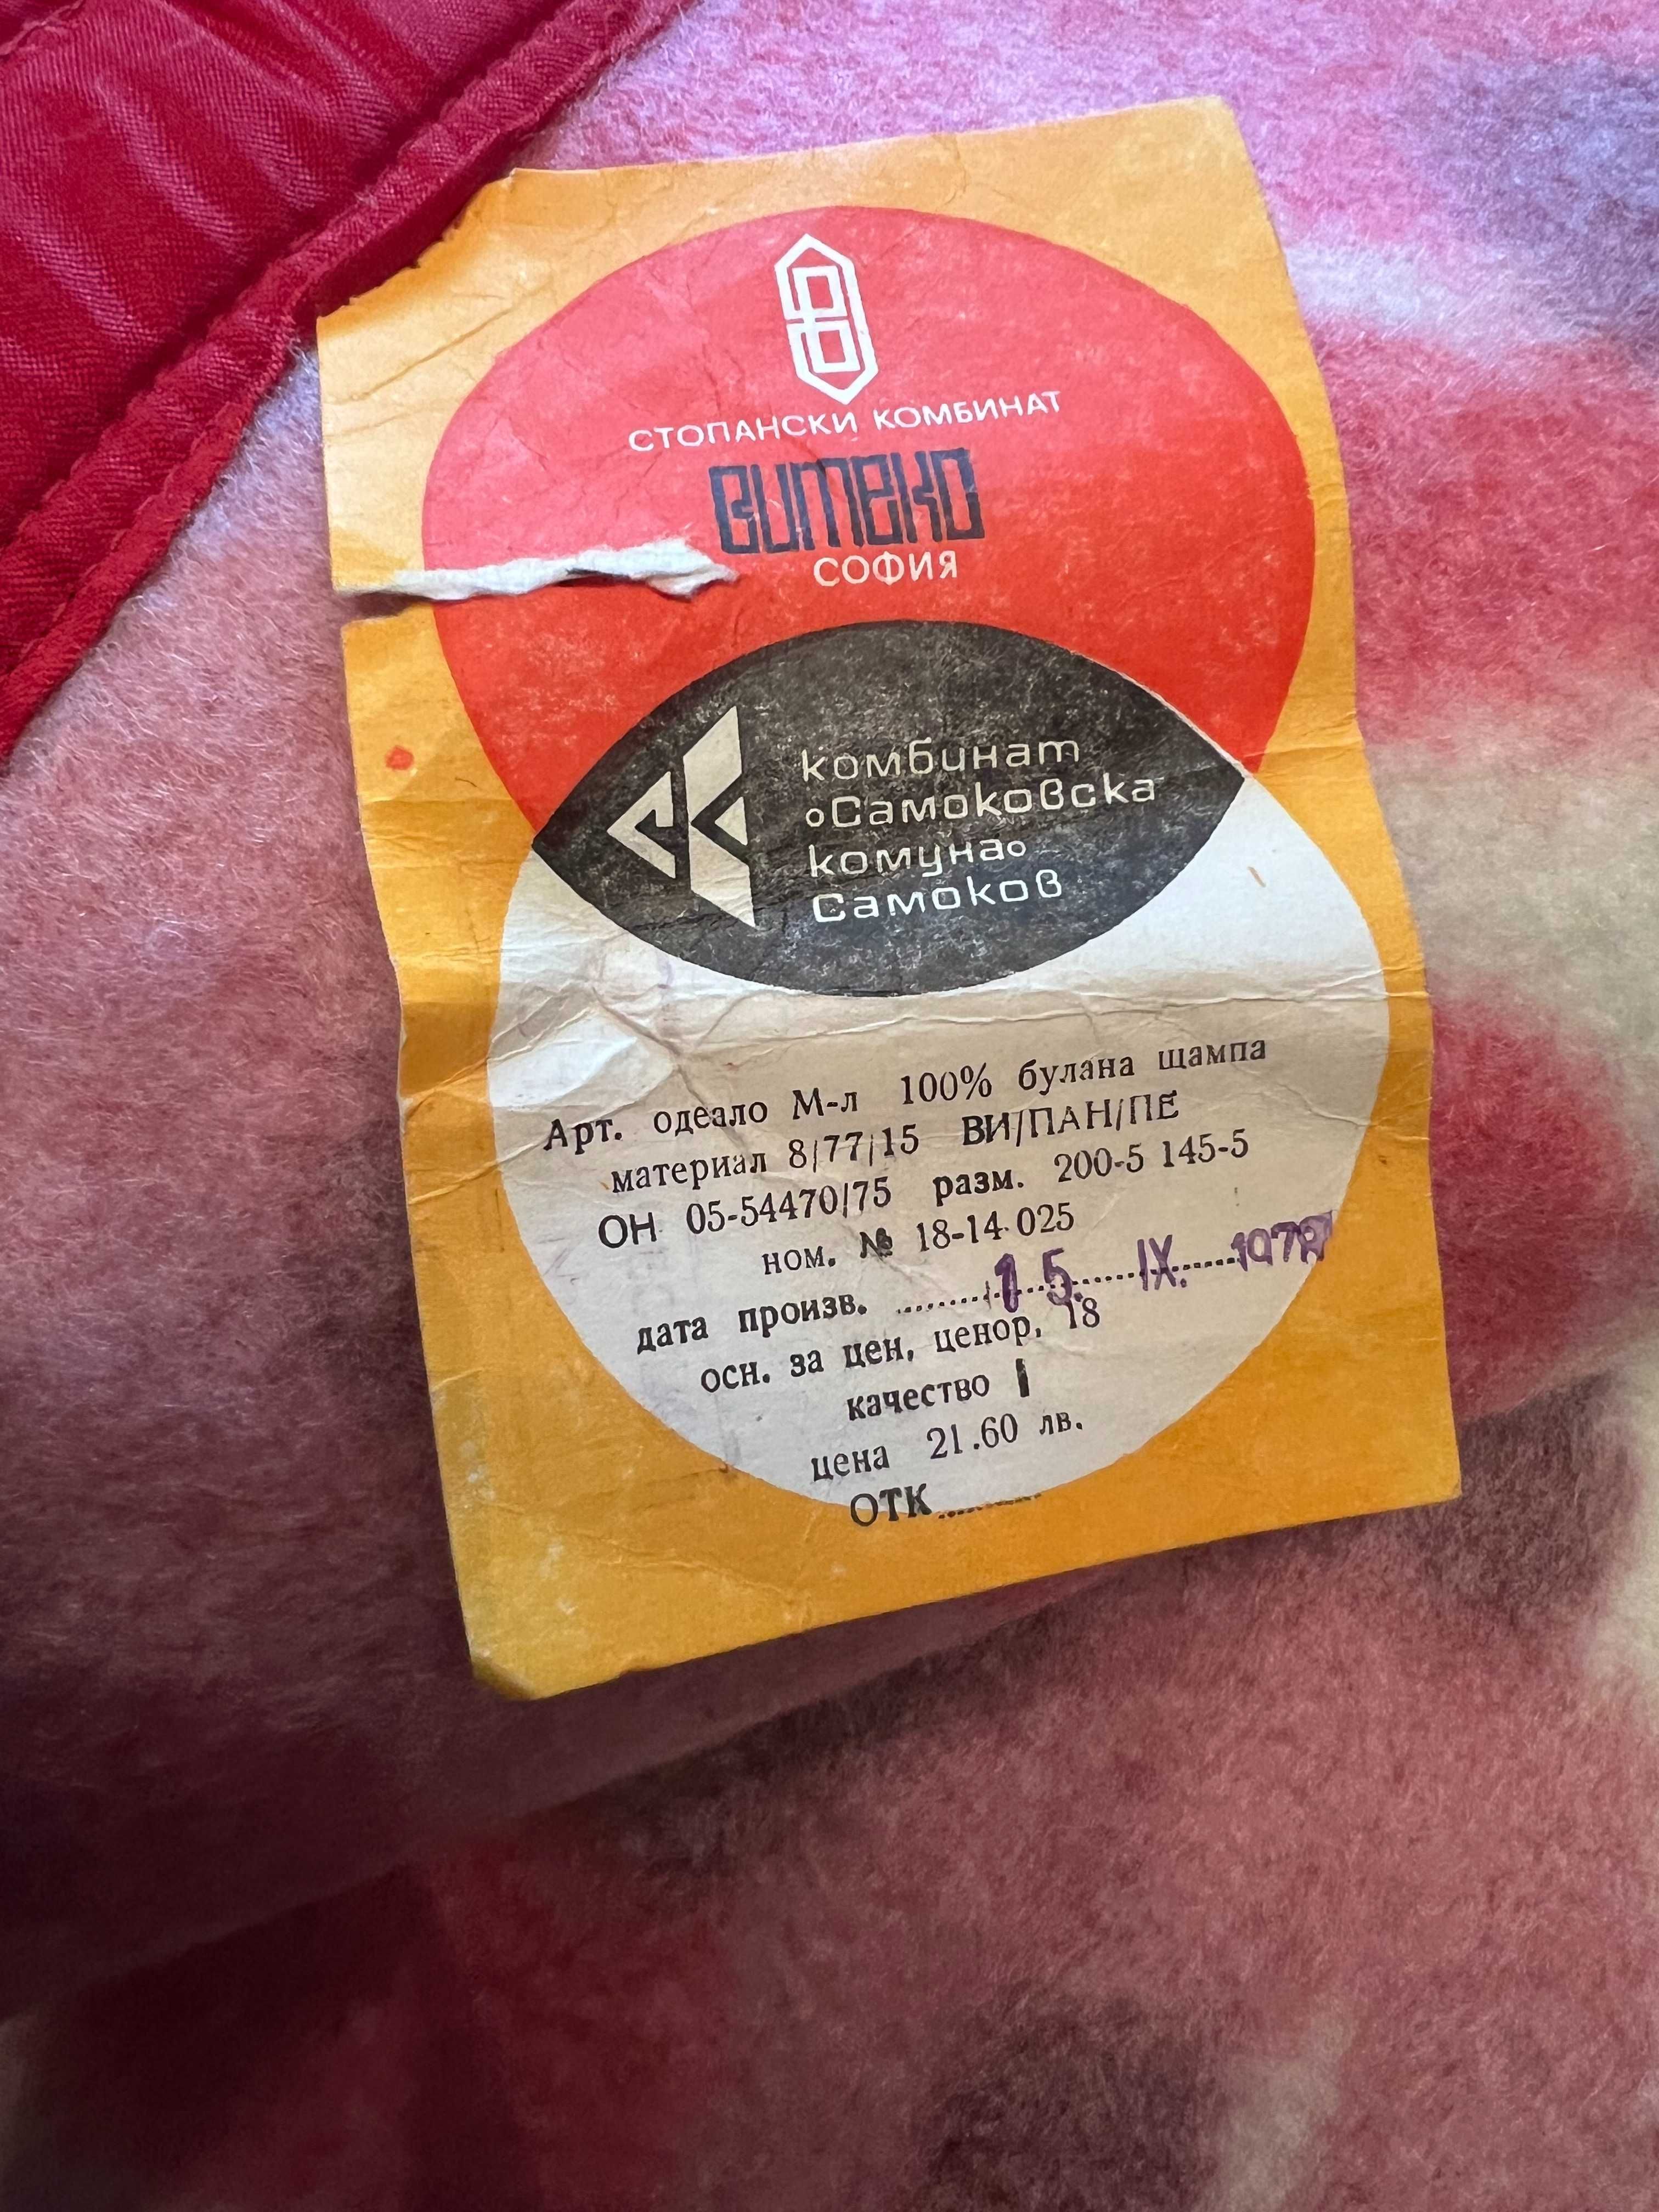 СТОПАНСКИ КОМБИНАТ
витеко
СОФИЯ
комбинат
„Самоковска
комуна“
Самоков
Арт. одеало М-л 100% булана щампа
материал 8/77/15 ВИ/ПАН/ПЕ
ОН 05-54470/75 разм. 200-5 145-5
ном. № 18-14-025
дата произв. 15. IX.
осн. за цен. ценор. 18
качество I
цена 21.60 лв.
ОТК